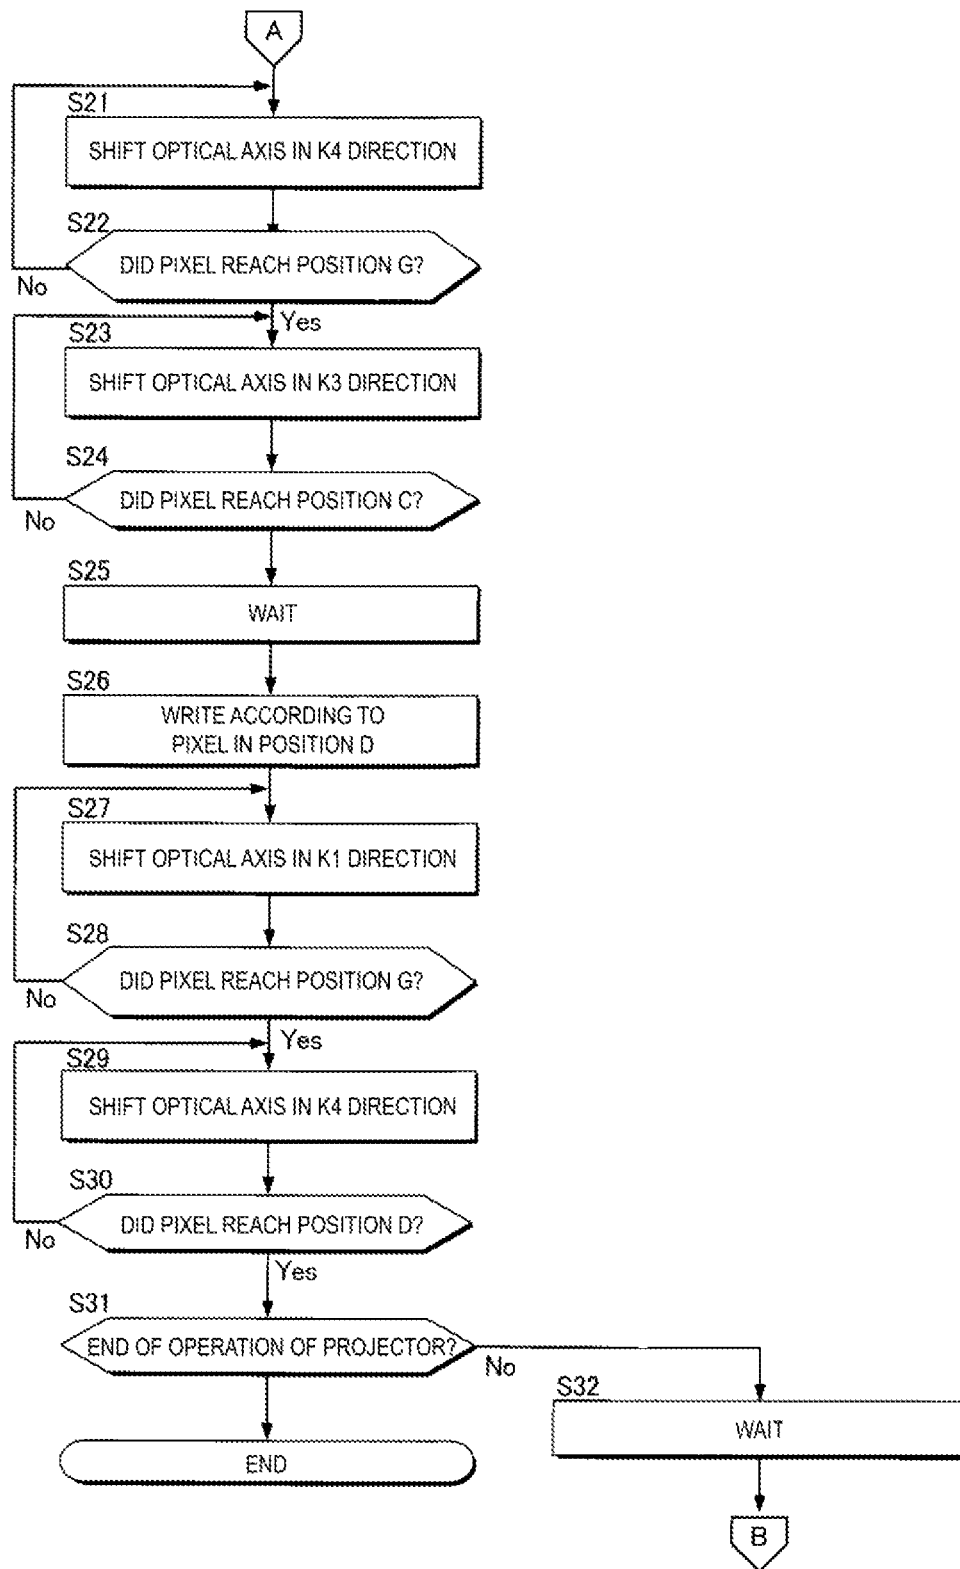 A
S21
SHIFT OPTICAL AXIS IN K4 DIRECTION
S22
DID PIXEL REACH POSITION G?
No
Yes
S23
SHIFT OPTICAL AXIS IN K3 DIRECTION
S24
DID PIXEL REACH POSITION C?
No
S25
WAIT
S26
WRITE ACCORDING TO
PIXEL IN POSITION D
S27
SHIFT OPTICAL AXIS IN K1 DIRECTION
S28
DID PIXEL REACH POSITION G?
No
Yes
S29
SHIFT OPTICAL AXIS IN K4 DIRECTION
S30
DID PIXEL REACH POSITION D?
No
Yes
S31
END OF OPERATION OF PROJECTOR?
No
S32
WAIT
END
B